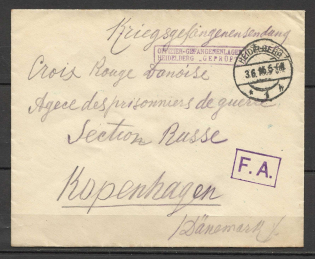 Kriegsgefangenensendung
OFFIZIER-GEFANGENENLAGER
HEIDELBERG „GEPRÜFT“
HEIDELBERG
3.6.16.5-6N
Croix Rouge Danoise
Agece des prisonniers de guerre
Section Russe
F.A.
Kopenhagen
/Dänemark/.